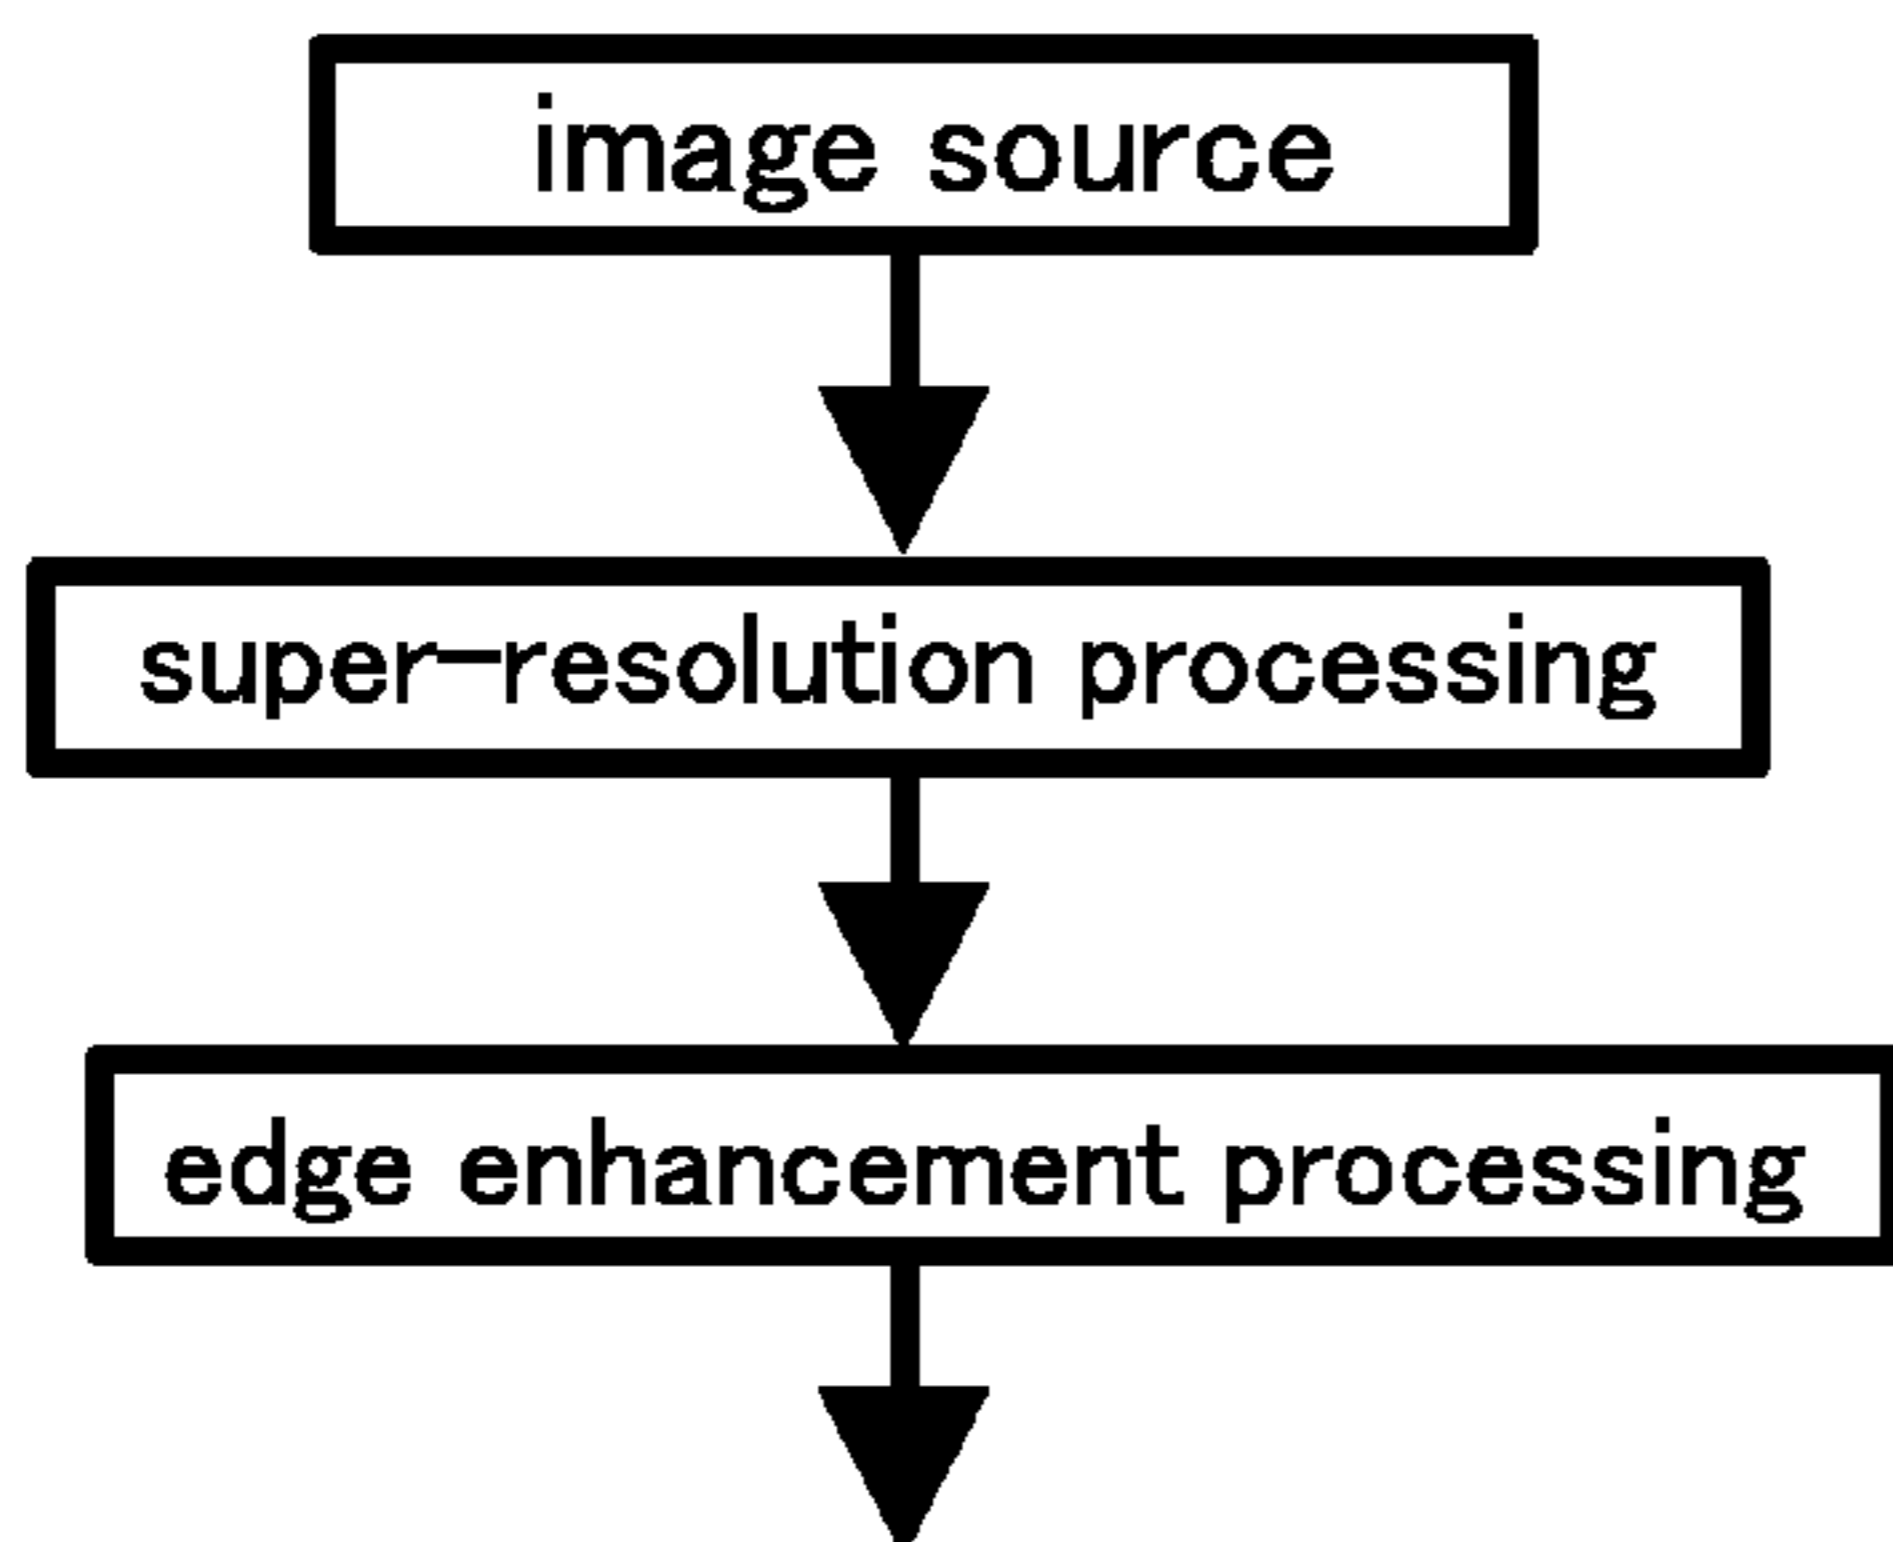 image source
super-resolution processing
edge enhancement processing